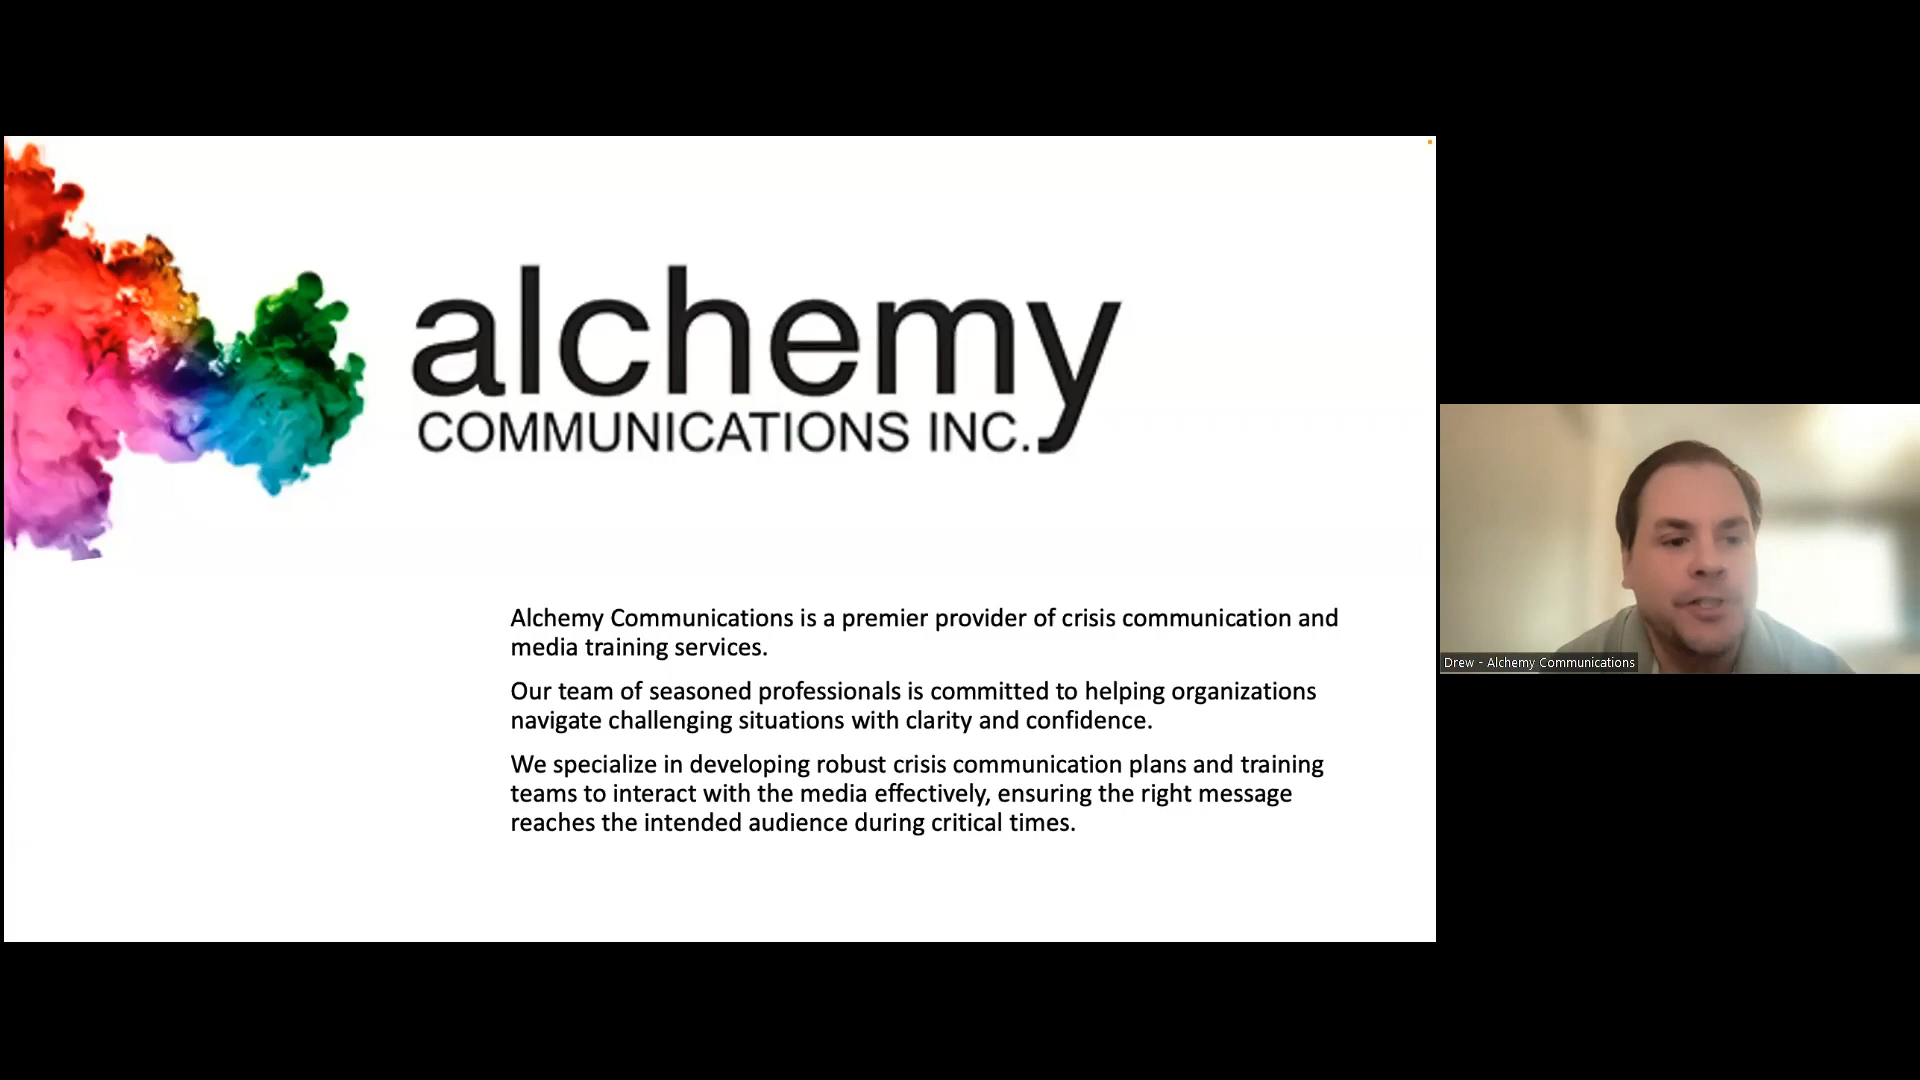 alchemy
COMMUNICATIONS INC.
Alchemy Communications is a premier provider of crisis communication and
media training services.
Our team of seasoned professionals is committed to helping organizations
navigate challenging situations with clarity and confidence.
We specialize in developing robust crisis communication plans and training
teams to interact with the media effectively, ensuring the right message
reaches the intended audience during critical times.
Drew - Alchemy Communications